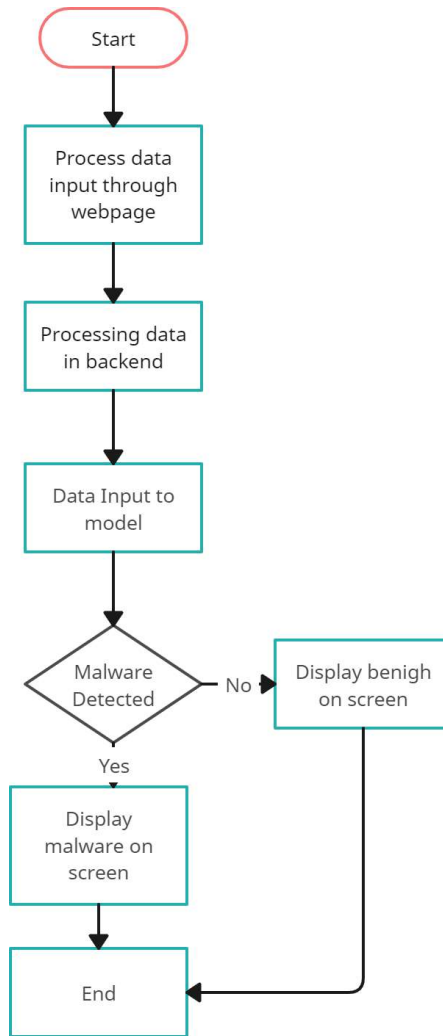 Start
Process data
input through
webpage
Processing data
in backend
Data Input to
model
Malware
Detected
No
Display benigh
on screen
Yes
Display
malware on
screen
End